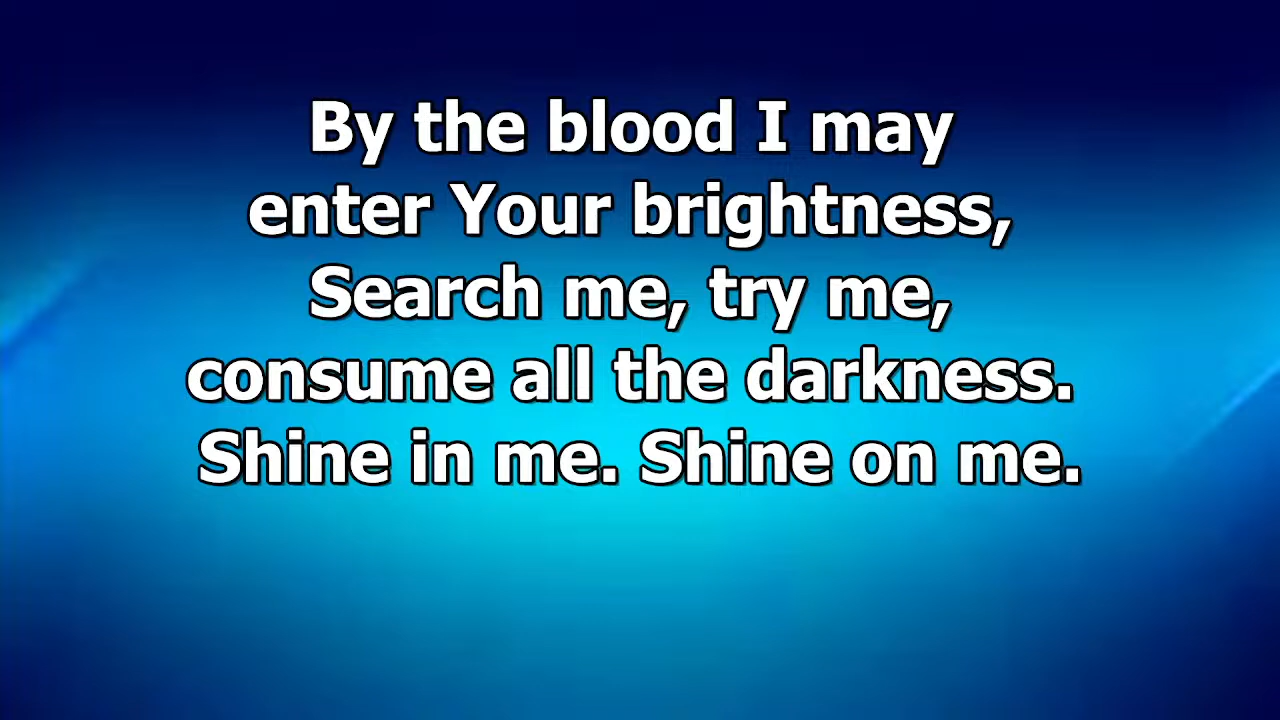 By the blood I may
enter Your brightness,
Search me, try me,
consume all the darkness.
Shine in me. Shine on me.